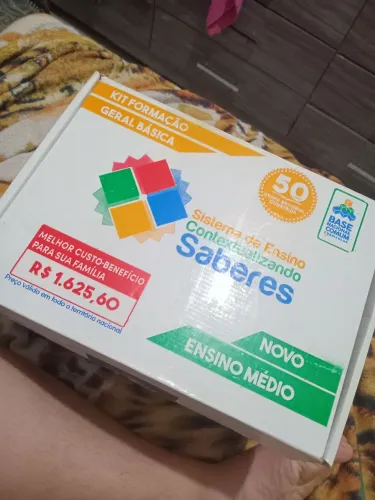 KIT FORMAÇÃO
GERAL BÁSICA
50
BASE
NACIONAL
COMUM
CURRICULAR
Sistema de Ensino
Contextualizando
Saberes
MELHOR CUSTO-BENEFÍCIO
PARA SUA FAMÍLIA
R$ 1.625,60
Preço válido em todo o território nacional
NOVO
ENSINO MÉDIO